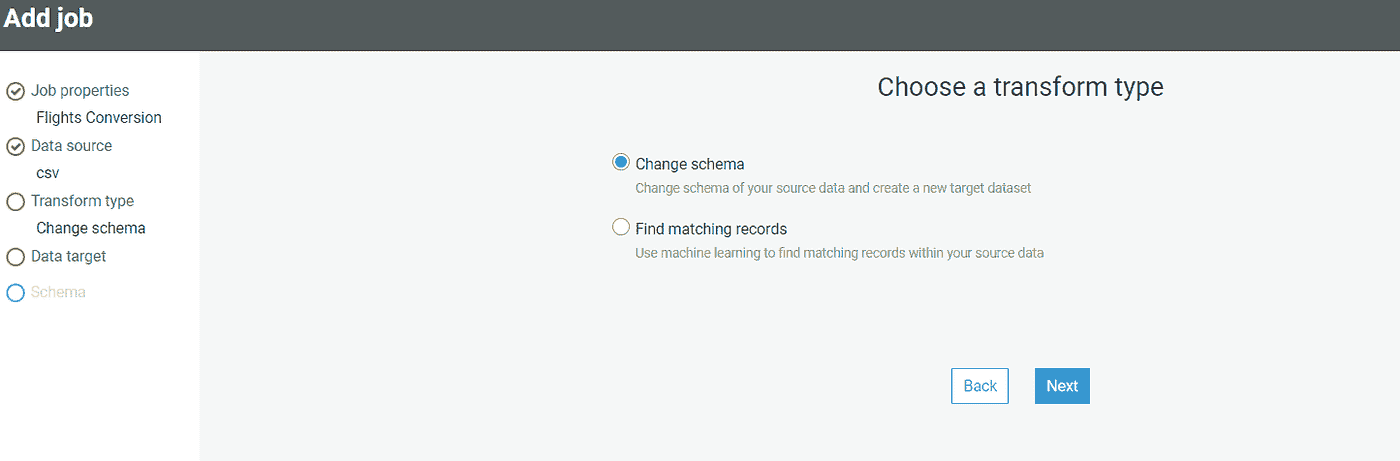 Add job
Job properties
Flights Conversion
Data source
csv
Transform type
Change schema
Data target
Schema
Choose a transform type
Change schema
Change schema of your source data and create a new target dataset
Find matching records
Use machine learning to find matching records within your source data
Back
Next